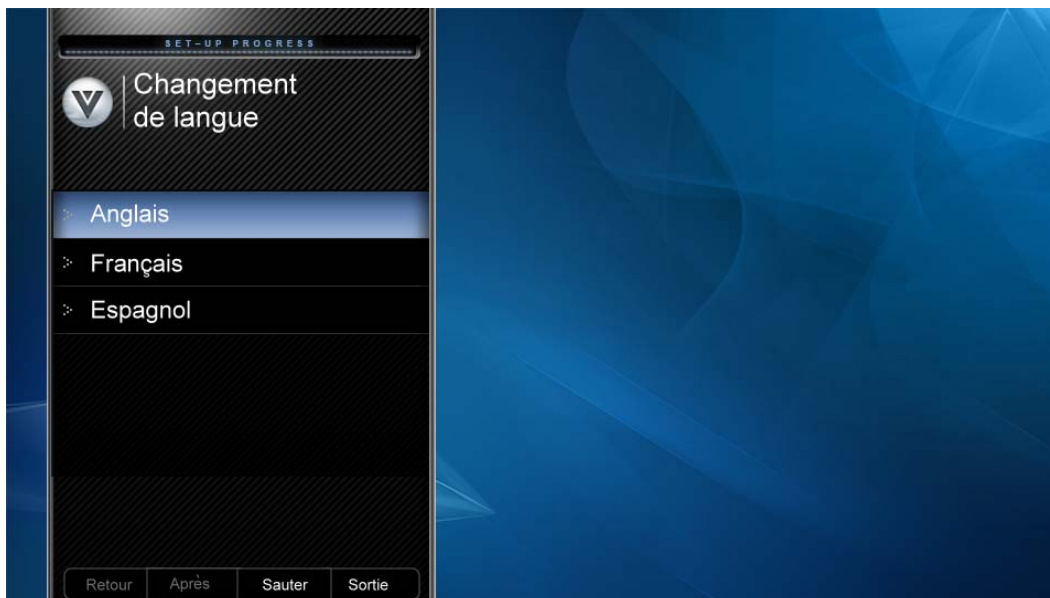 SET-UP PROGRESS
Changement
de langue
Anglais
Français
Espagnol
Retour Après Sauter Sortie